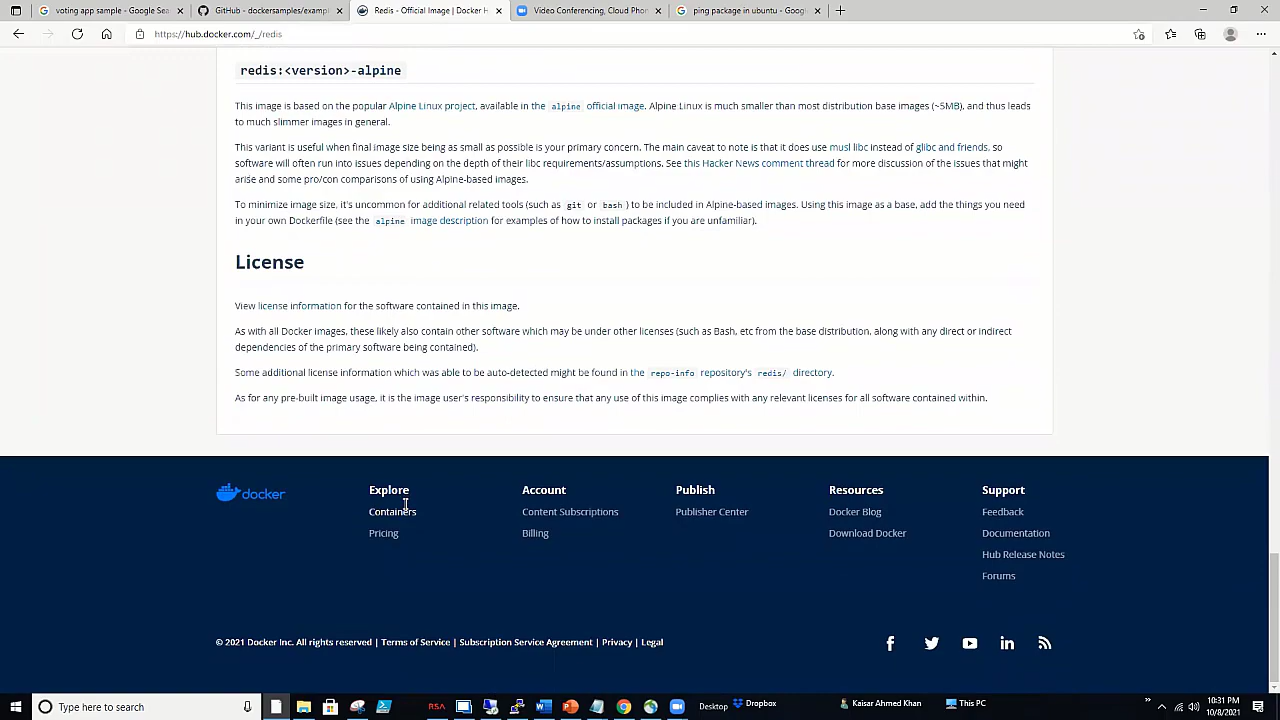 voting app sample - Google Sea
GitHub - dockersamples/exampl
Redis - Official Image | Docker H
Video Conferencing, Cloud Phon
ping package in ubuntu - Google
https://hub.docker.com/_/redis
redis:<version>-alpine
This image is based on the popular Alpine Linux project, available in the alpine official image. Alpine Linux is much smaller than most distribution base images (~5MB), and thus leads
to much slimmer images in general.
This variant is useful when final image size being as small as possible is your primary concern. The main caveat to note is that it does use musl libc instead of glibc and friends, so
software will often run into issues depending on the depth of their libc requirements/assumptions. See this Hacker News comment thread for more discussion of the issues that might
arise and some pro/con comparisons of using Alpine-based images.
To minimize image size, it's uncommon for additional related tools (such as git or bash ) to be included in Alpine-based images. Using this image as a base, add the things you need
in your own Dockerfile (see the alpine image description for examples of how to install packages if you are unfamiliar).
License
View license information for the software contained in this image.
As with all Docker images, these likely also contain other software which may be under other licenses (such as Bash, etc from the base distribution, along with any direct or indirect
dependencies of the primary software being contained).
Some additional license information which was able to be auto-detected might be found in the repo-info repository's redis/ directory.
As for any pre-built image usage, it is the image user's responsibility to ensure that any use of this image complies with any relevant licenses for all software contained within.
docker
Explore
Containers
Pricing
Account
Content Subscriptions
Billing
Publish
Publisher Center
Resources
Docker Blog
Download Docker
Support
Feedback
Documentation
Hub Release Notes
Forums
© 2021 Docker Inc. All rights reserved | Terms of Service | Subscription Service Agreement | Privacy | Legal
Type here to search
RSA
Desktop
Dropbox
Kaisar Ahmed Khan
This PC
10:31 PM
10/8/2021